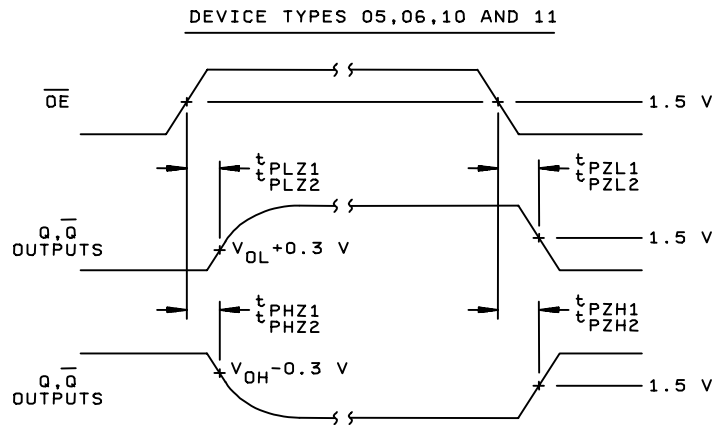 DEVICE TYPES 05,06,10 AND 11
O̅E̅
1.5 V
tPLZ1
tPLZ2
tPZL1
tPZL2
Q,Q̅
OUTPUTS
VOL+0.3 V
1.5 V
tPHZ1
tPHZ2
tPZH1
tPZH2
Q,Q̅
OUTPUTS
VOH-0.3 V
1.5 V